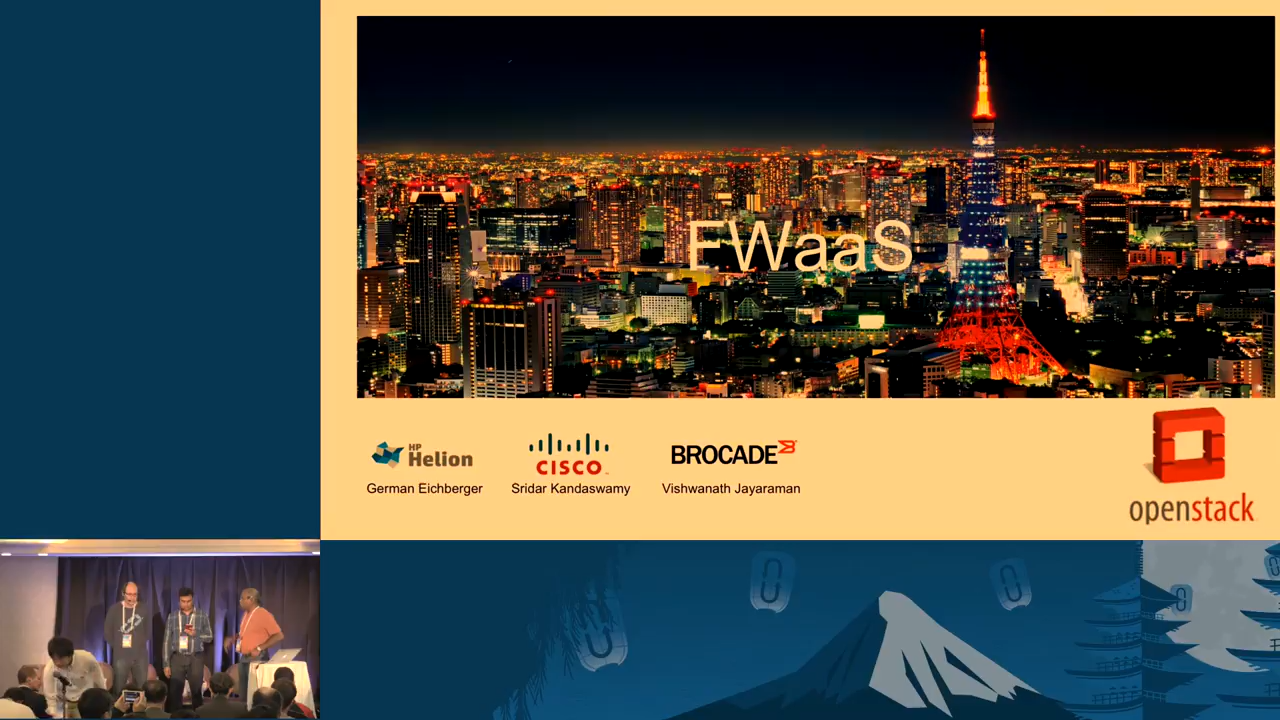 FWaaS
HP
Helion
CISCO
BROCADE
German Eichberger
Sridar Kandaswamy
Vishwanath Jayaraman
openstack